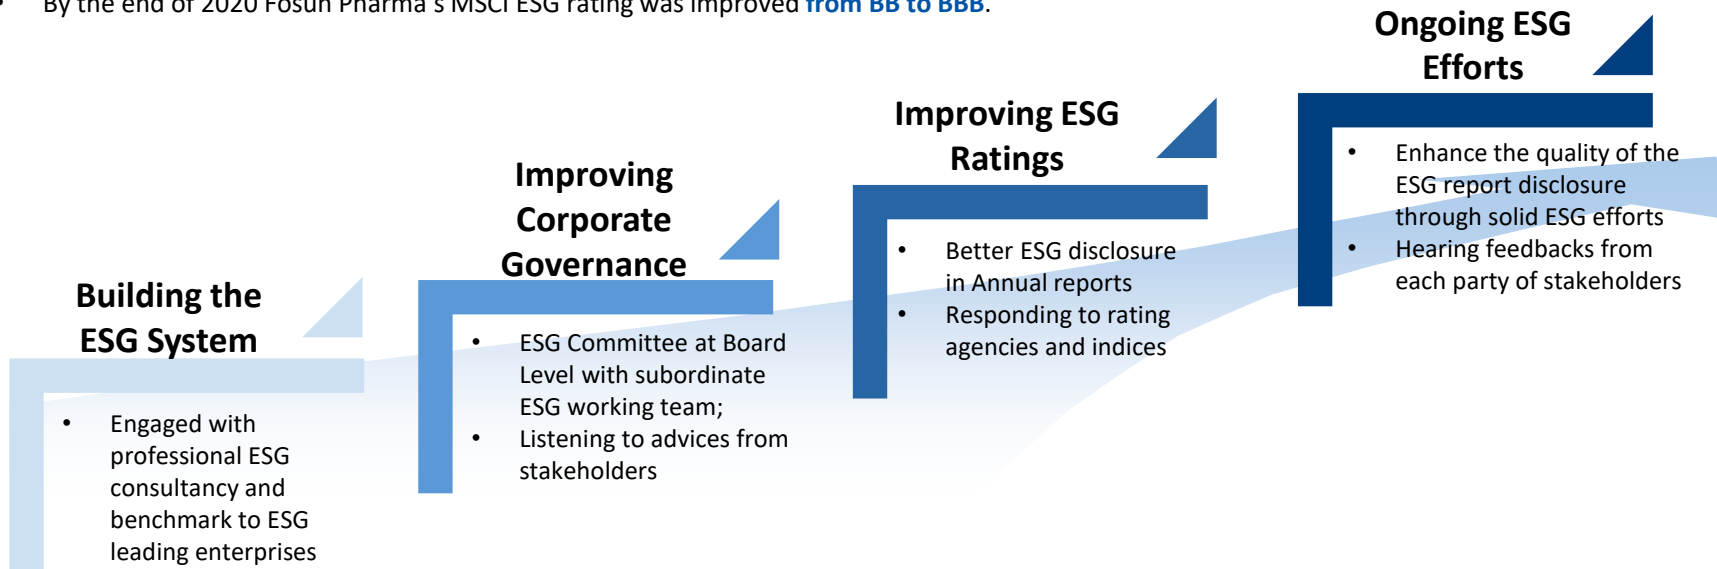 • By the end of 2020 Fosun Pharma's MSCI ESG rating was improved from BB to BBB.
Building the
ESG System
• Engaged with
professional ESG
consultancy and
benchmark to ESG
leading enterprises
Improving
Corporate
Governance
• ESG Committee at Board
Level with subordinate
ESG working team;
• Listening to advices from
stakeholders
Improving ESG
Ratings
• Better ESG disclosure
in Annual reports
• Responding to rating
agencies and indices
Ongoing ESG
Efforts
• Enhance the quality of the
ESG report disclosure
through solid ESG efforts
• Hearing feedbacks from
each party of stakeholders